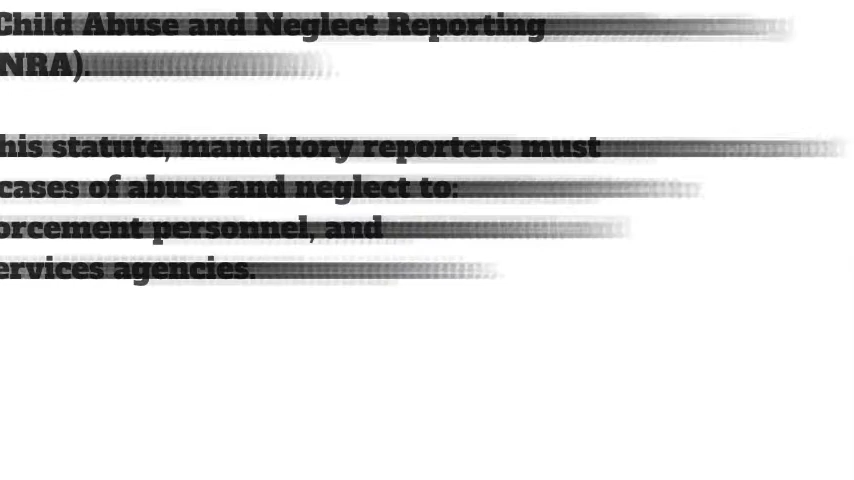 Child Abuse and Neglect Reporting
NRA).
his statute, mandatory reporters must
cases of abuse and neglect to:
orcement personnel, and
ervices agencies.